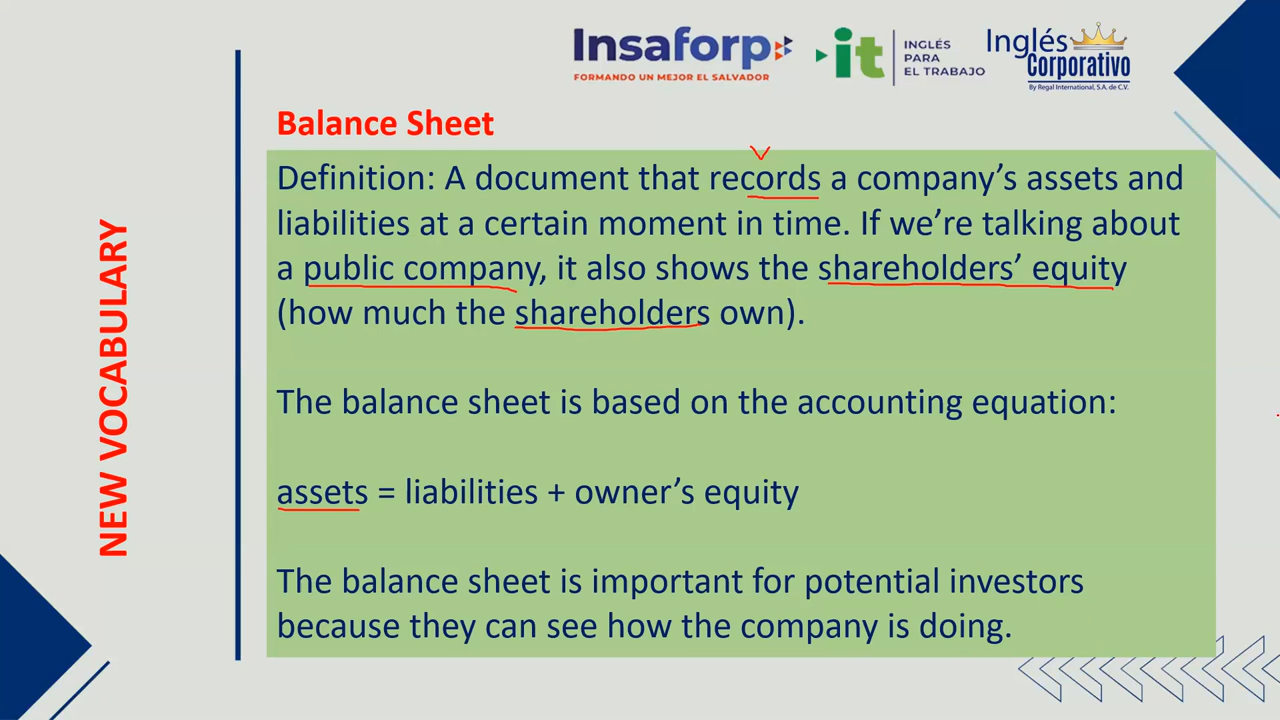 Insaforp
FORMANDO UN MEJOR EL SALVADOR
it
INGLÉS
PARA
EL TRABAJO
Inglés
Corporativo
By Regal International, S.A. de C.V.
NEW VOCABULARY
Balance Sheet
Definition: A document that records a company’s assets and
liabilities at a certain moment in time. If we’re talking about
a public company, it also shows the shareholders’ equity
(how much the shareholders own).
The balance sheet is based on the accounting equation:
assets = liabilities + owner’s equity
The balance sheet is important for potential investors
because they can see how the company is doing.